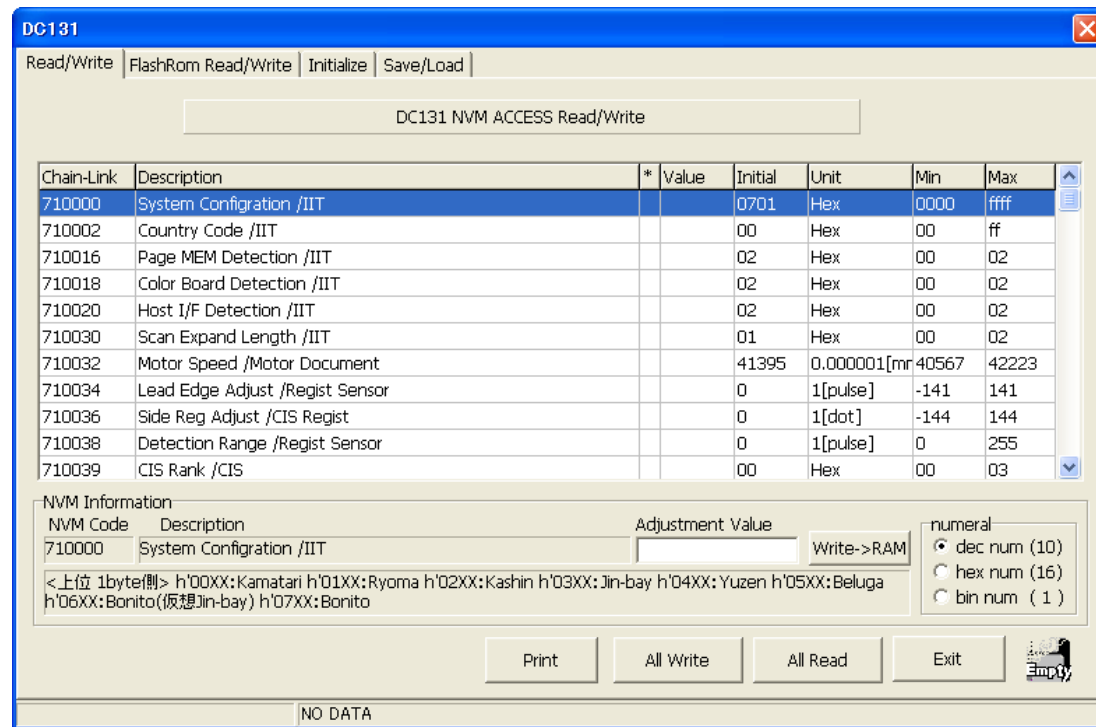 DC131
Read/Write FlashRom Read/Write Initialize Save/Load
DC131 NVM ACCESS Read/Write
Chain-Link Description * Value Initial Unit Min Max
710000 System Configration /IIT 0701 Hex 0000 ffff
710002 Country Code /IIT 00 Hex 00 ff
710016 Page MEM Detection /IIT 02 Hex 00 02
710018 Color Board Detection /IIT 02 Hex 00 02
710020 Host I/F Detection /IIT 02 Hex 00 02
710030 Scan Expand Length /IIT 01 Hex 00 02
710032 Motor Speed /Motor Document 41395 0.000001[mr 40567 42223
710034 Lead Edge Adjust /Regist Sensor 0 1[pulse] -141 141
710036 Side Reg Adjust /CIS Regist 0 1[dot] -144 144
710038 Detection Range /Regist Sensor 0 1[pulse] 0 255
710039 CIS Rank /CIS 00 Hex 00 03
NVM Information
NVM Code Description Adjustment Value numeral
710000 System Configration /IIT Write->RAM dec num (10)
hex num (16)
bin num ( 1 )
<上位 1byte側> h'00XX:Kamatari h'01XX:Ryoma h'02XX:Kashin h'03XX:Jin-bay h'04XX:Yuzen h'05XX:Beluga
h'06XX:Bonito(仮想Jin-bay) h'07XX:Bonito
Print All Write All Read Exit Empty
NO DATA